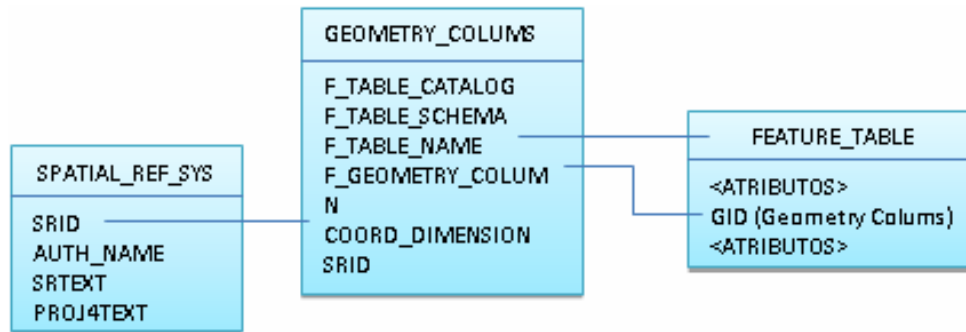 SPATIAL_REF_SYS
SRID
AUTH_NAME
SRTEXT
PROJ4TEXT
GEOMETRY_COLUMS
F_TABLE_CATALOG
F_TABLE_SCHEMA
F_TABLE_NAME
F_GEOMETRY_COLUM
N
COORD_DIMENSION
SRID
FEATURE_TABLE
<ATRIBUTOS>
GID (Geometry Colums)
<ATRIBUTOS>